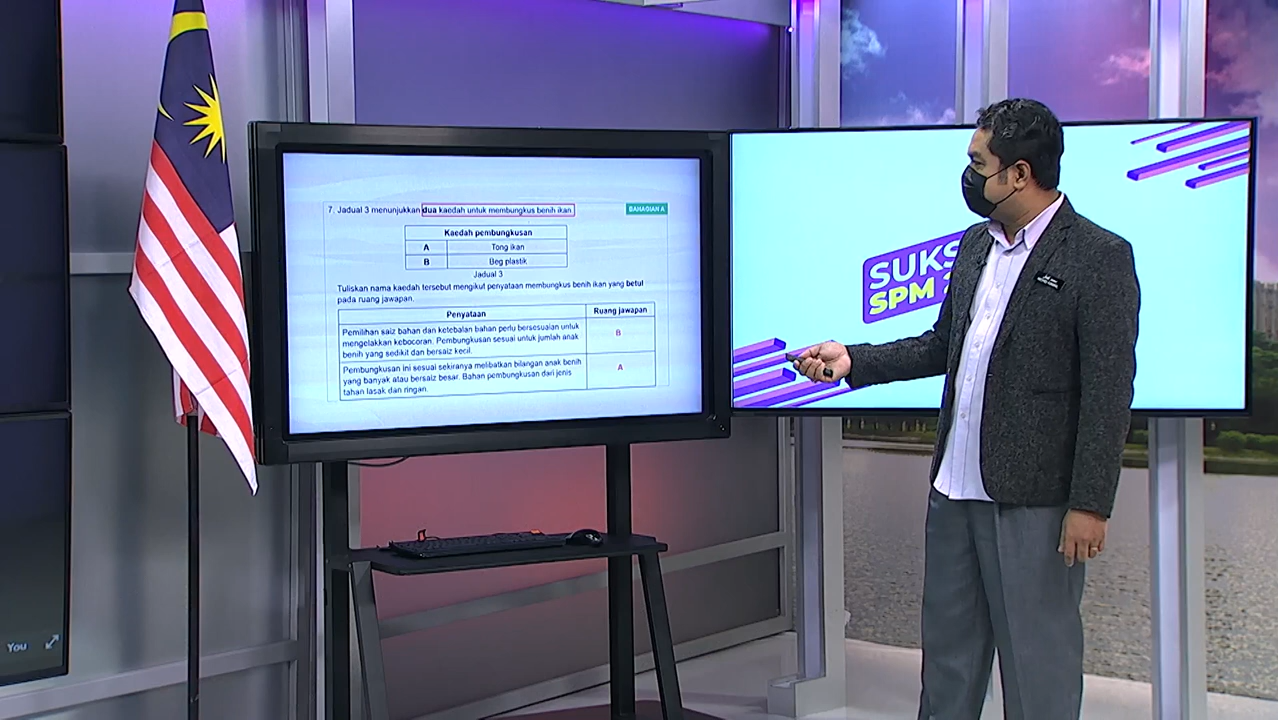 7. Jadual 3 menunjukkan dua kaedah untuk membungkus benih ikan
BAHAGIAN A
Kaedah pembungkusan
A Tong ikan
B Beg plastik
Jadual 3
Tuliskan nama kaedah tersebut mengikut penyataan membungkus benih ikan yang betul
pada ruang jawapan.
Penyataan Ruang jawapan
Pemilihan saiz bahan dan ketebalan bahan perlu bersesuaian untuk
mengelakkan kebocoran. Pembungkusan sesuai untuk jumlah anak
benih yang sedikit dan bersaiz kecil.
B
Pembungkusan ini sesuai sekiranya melibatkan bilangan anak benih
yang banyak atau bersaiz besar. Bahan pembungkusan dari jenis
tahan lasak dan ringan.
A
SUKS
SPM
You